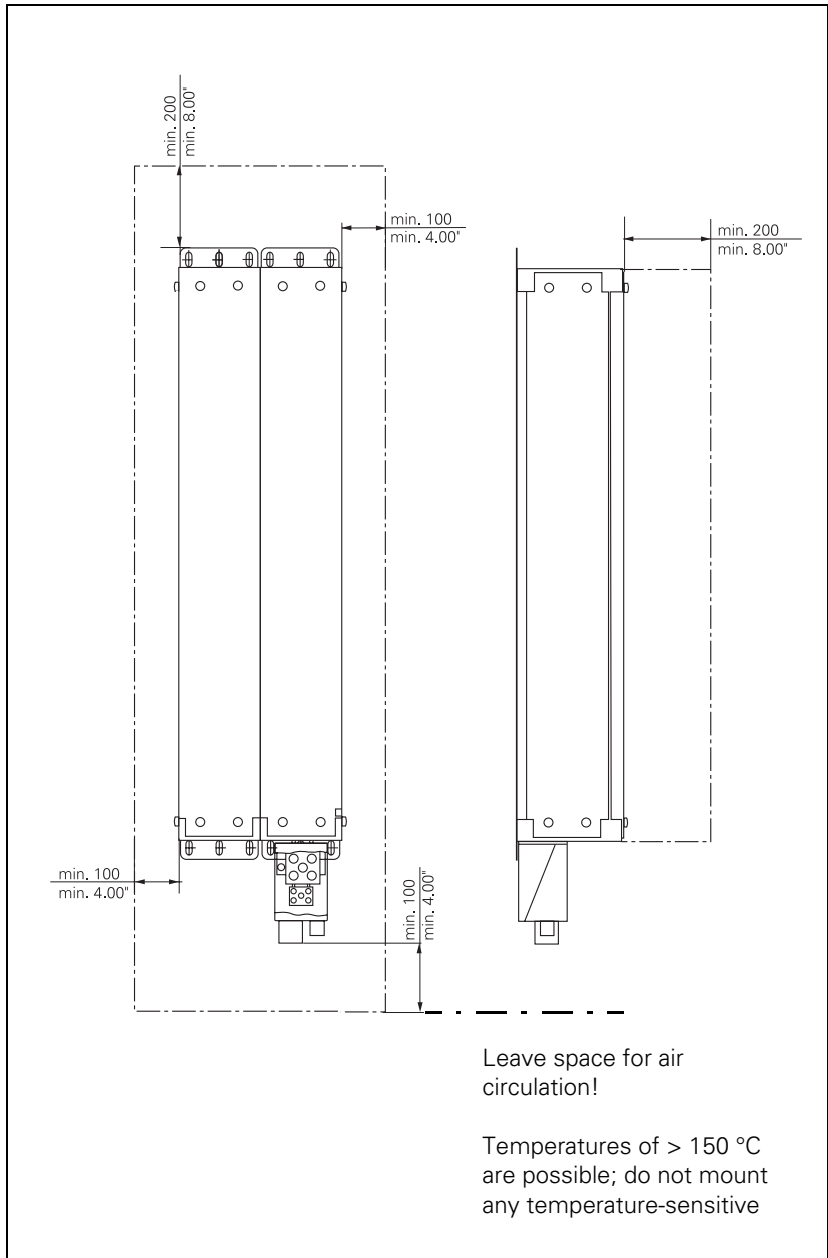 min. 200
min. 8.00"
min. 100
min. 4.00"
min. 200
min. 8.00"
min. 100
min. 4.00"
min. 100
min. 4.00"
Leave space for air
circulation!
Temperatures of > 150 °C
are possible; do not mount
any temperature-sensitive